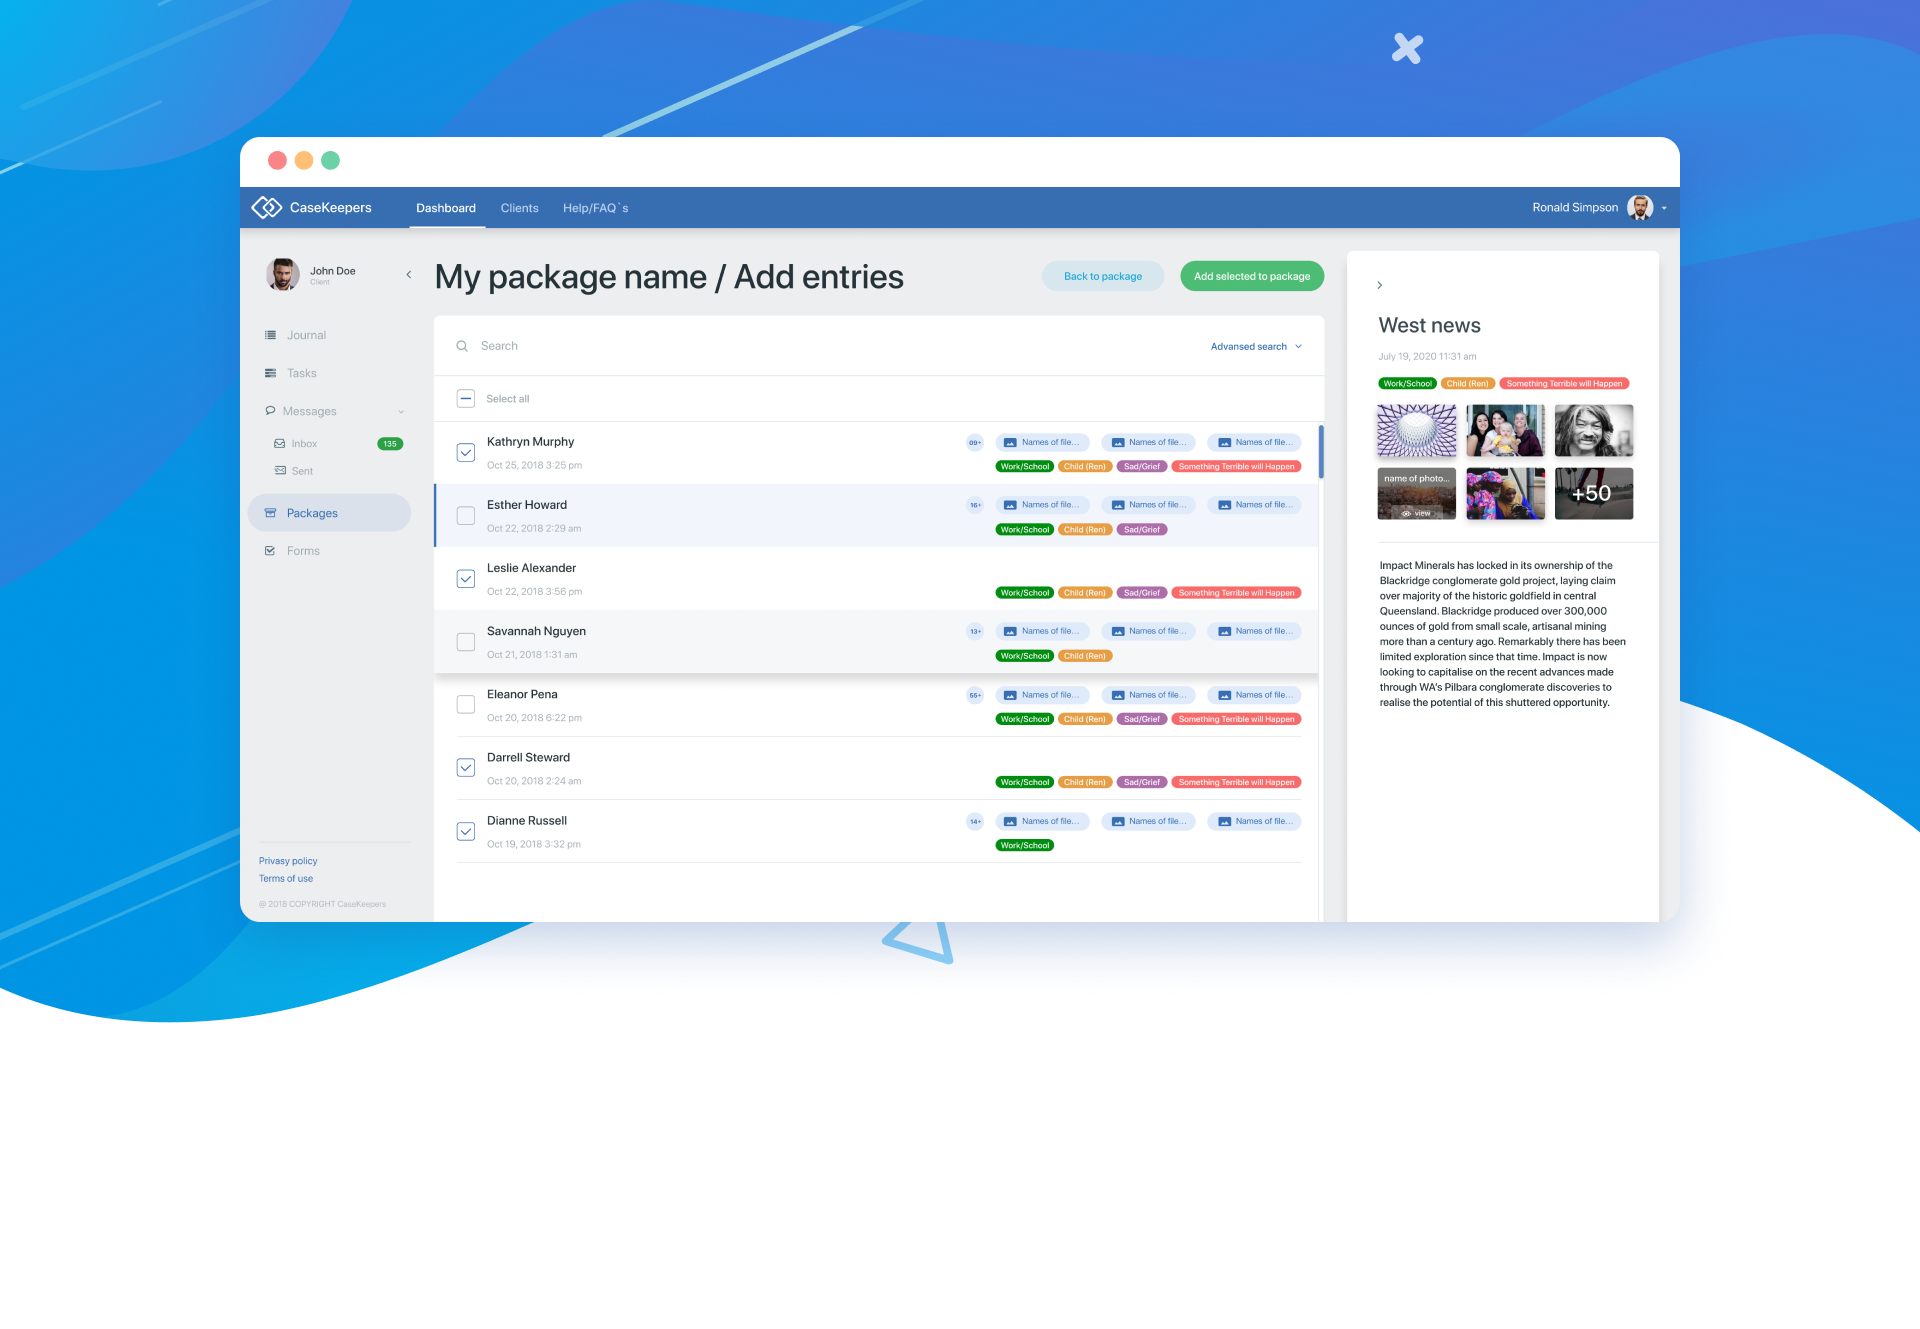 CaseKeepers
Dashboard
Clients
Help/FAQ`s
Ronald Simpson
John Doe
Client
Journal
Tasks
Messages
Inbox
135
Sent
Packages
Forms
Privasy policy
Terms of use
@ 2018 COPYRIGHT CaseKeepers
My package name / Add entries
Back to package
Add selected to package
Search
Advansed search
Select all
Kathryn Murphy
Oct 25, 2018 3:25 pm
09+
Names of file...
Names of file...
Names of file...
Work/School
Child (Ren)
Sad/Grief
Something Terrible will Happen
Esther Howard
Oct 22, 2018 2:29 am
16+
Names of file...
Names of file...
Names of file...
Work/School
Child (Ren)
Sad/Grief
Leslie Alexander
Oct 22, 2018 3:56 pm
Work/School
Child (Ren)
Sad/Grief
Something Terrible will Happen
Savannah Nguyen
Oct 21, 2018 1:31 am
13+
Names of file...
Names of file...
Names of file...
Work/School
Child (Ren)
Eleanor Pena
Oct 20, 2018 6:22 pm
55+
Names of file...
Names of file...
Names of file...
Work/School
Child (Ren)
Sad/Grief
Something Terrible will Happen
Darrell Steward
Oct 20, 2018 2:24 am
Work/School
Child (Ren)
Sad/Grief
Something Terrible will Happen
Dianne Russell
Oct 19, 2018 3:32 pm
14+
Names of file...
Names of file...
Names of file...
Work/School
West news
July 19, 2020 11:31 am
Work/School
Child (Ren)
Something Terrible will Happen
name of photo...
view
+50
Impact Minerals has locked in its ownership of the
Blackridge conglomerate gold project, laying claim
over majority of the historic goldfield in central
Queensland. Blackridge produced over 300,000
ounces of gold from small scale, artisanal mining
more than a century ago. Remarkably there has been
limited exploration since that time. Impact is now
looking to capitalise on the recent advances made
through WA's Pilbara conglomerate discoveries to
realise the potential of this shuttered opportunity.